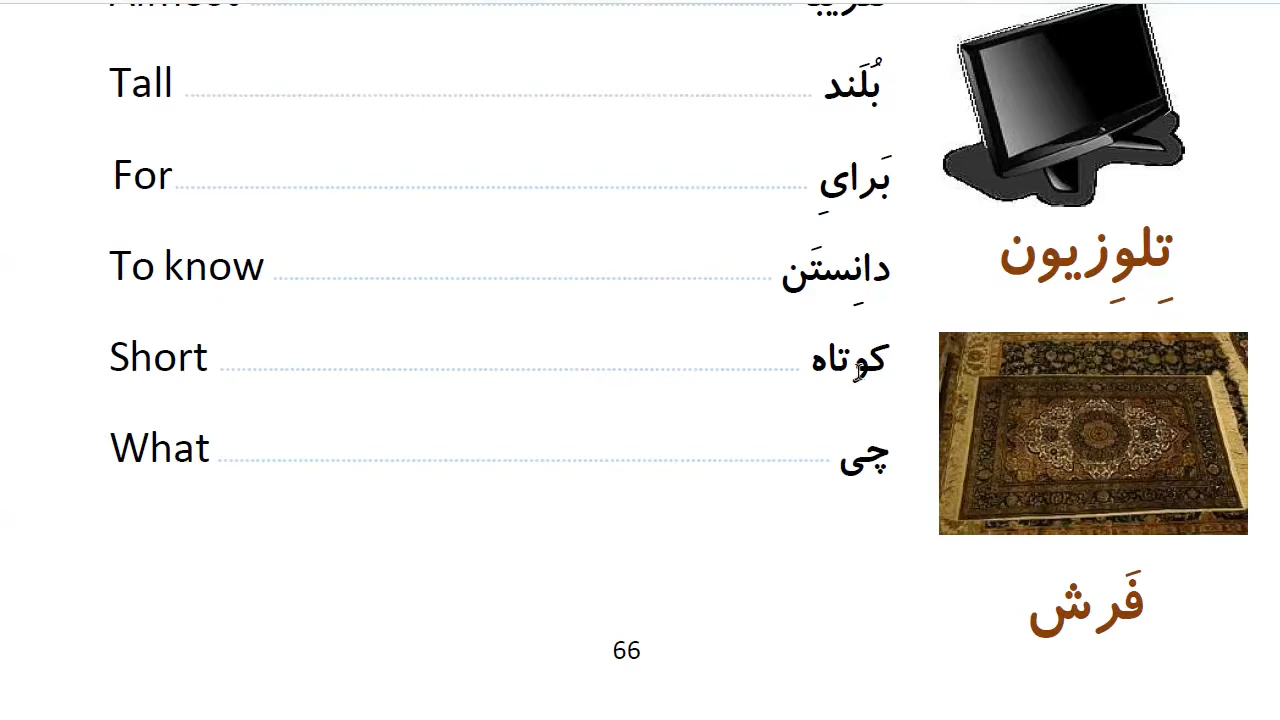 Tall بُلَند
For بَرایِ
To know دانِستَن
Short کوتاه
What چی
تِلوِزیون
فَرش
66